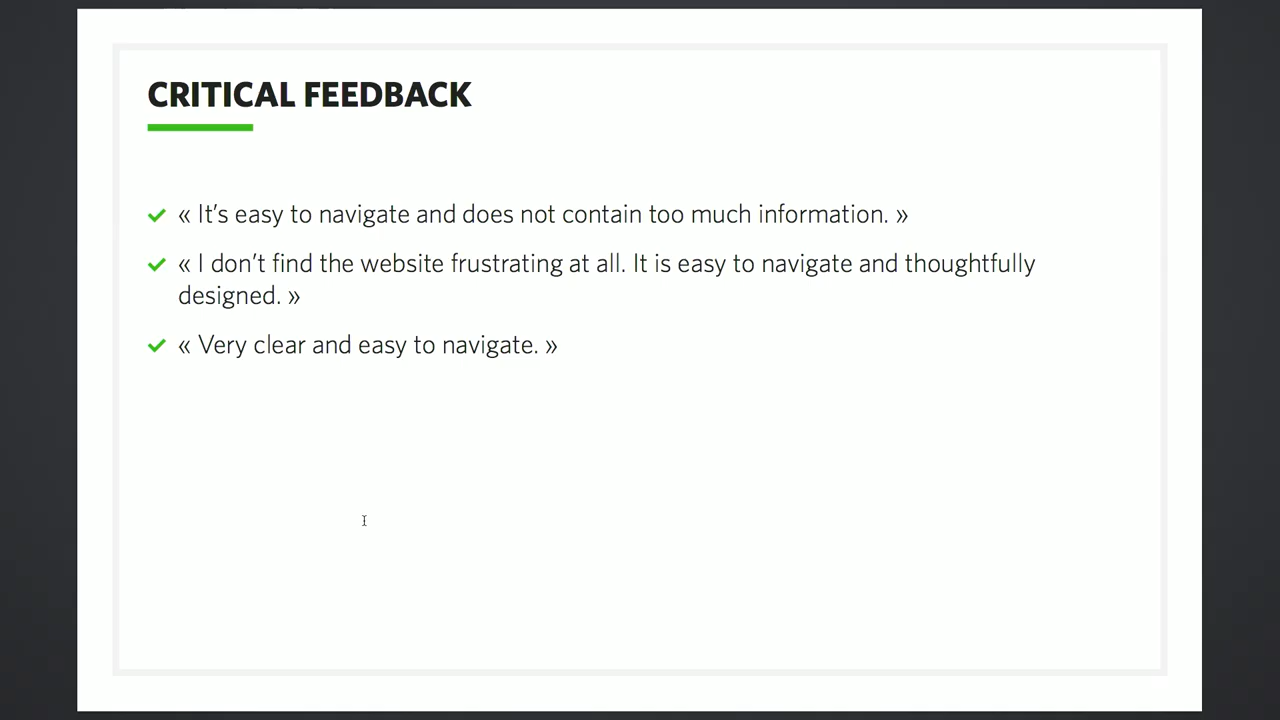 CRITICAL FEEDBACK
« It’s easy to navigate and does not contain too much information. »
« I don’t find the website frustrating at all. It is easy to navigate and thoughtfully
designed. »
« Very clear and easy to navigate. »